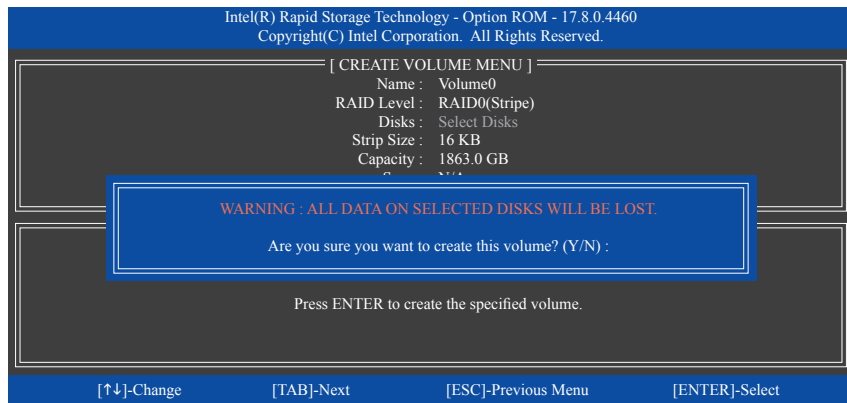 Intel(R) Rapid Storage Technology - Option ROM - 17.8.0.4460
Copyright(C) Intel Corporation. All Rights Reserved.
[ CREATE VOLUME MENU ]
Name : Volume0
RAID Level : RAID0(Stripe)
Disks : Select Disks
Strip Size : 16 KB
Capacity : 1863.0 GB
WARNING : ALL DATA ON SELECTED DISKS WILL BE LOST.
Are you sure you want to create this volume? (Y/N) :
Press ENTER to create the specified volume.
[↑↓]-Change [TAB]-Next [ESC]-Previous Menu [ENTER]-Select